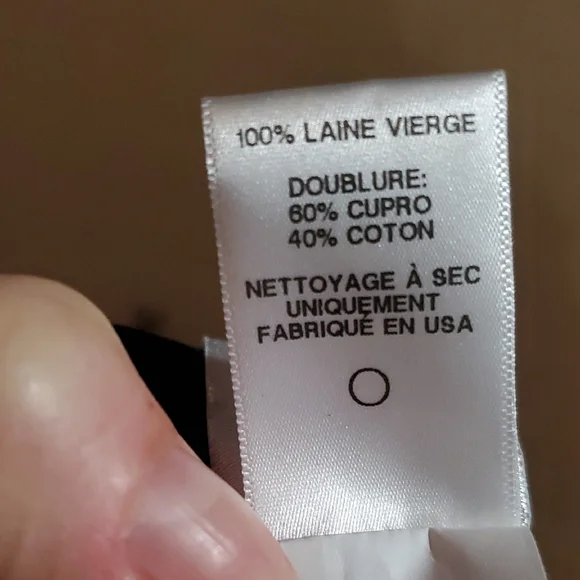 100% LAINE VIERGE
DOUBLURE:
60% CUPRO
40% COTON
NETTOYAGE À SEC
UNIQUEMENT
FABRIQUÉ EN USA